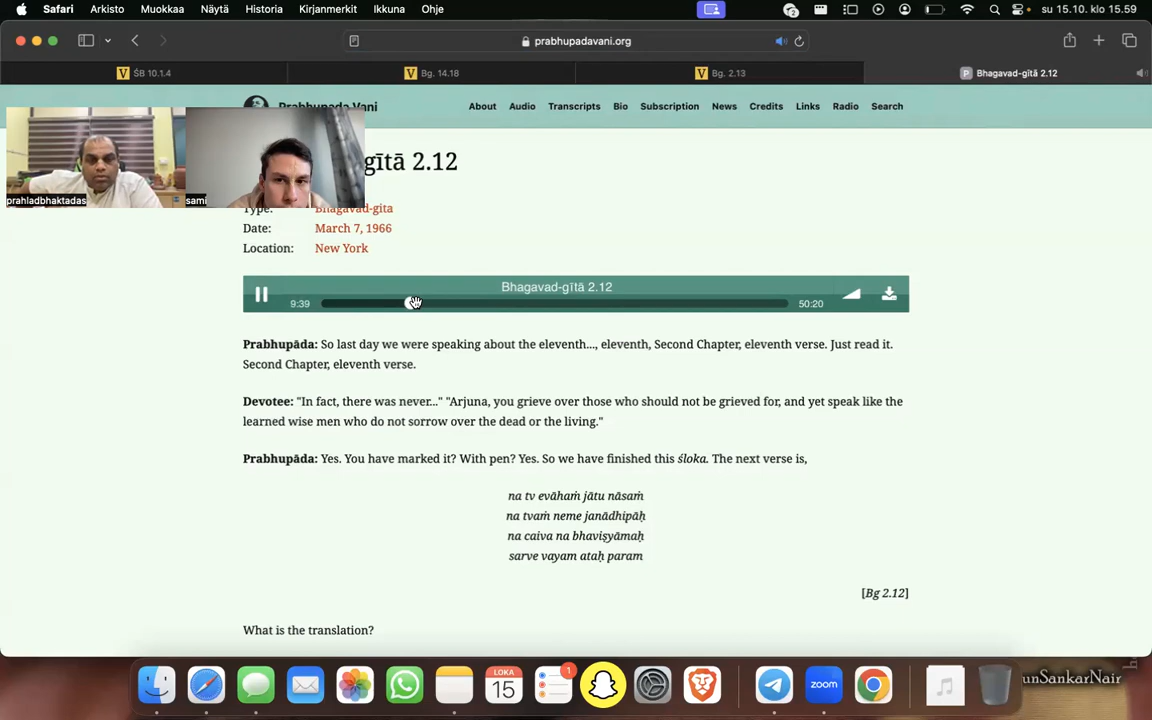 Safari Arkisto Muokkaa Näytä Historia Kirjanmerkit Ikkuna Ohje su 15.10. klo 15.59
prabhupadavani.org
ŚB 10.1.4 Bg. 14.18 Bg. 2.13 Bhagavad-gītā 2.12
Prabhupada Vani About Audio Transcripts Bio Subscription News Credits Links Radio Search
gītā 2.12
prahladbhaktadas sami
Type: Bhagavad-gita
Date: March 7, 1966
Location: New York
Bhagavad-gītā 2.12
9:39 50:20
Prabhupāda: So last day we were speaking about the eleventh..., eleventh, Second Chapter, eleventh verse. Just read it.
Second Chapter, eleventh verse.
Devotee: "In fact, there was never..." "Arjuna, you grieve over those who should not be grieved for, and yet speak like the
learned wise men who do not sorrow over the dead or the living."
Prabhupāda: Yes. You have marked it? With pen? Yes. So we have finished this śloka. The next verse is,
na tv evāhaṁ jātu nāsaṁ
na tvaṁ neme janādhipāḥ
na caiva na bhaviṣyāmaḥ
sarve vayam ataḥ param
[Bg 2.12]
What is the translation?
LOKA
15
1
zoom
unSankarNair